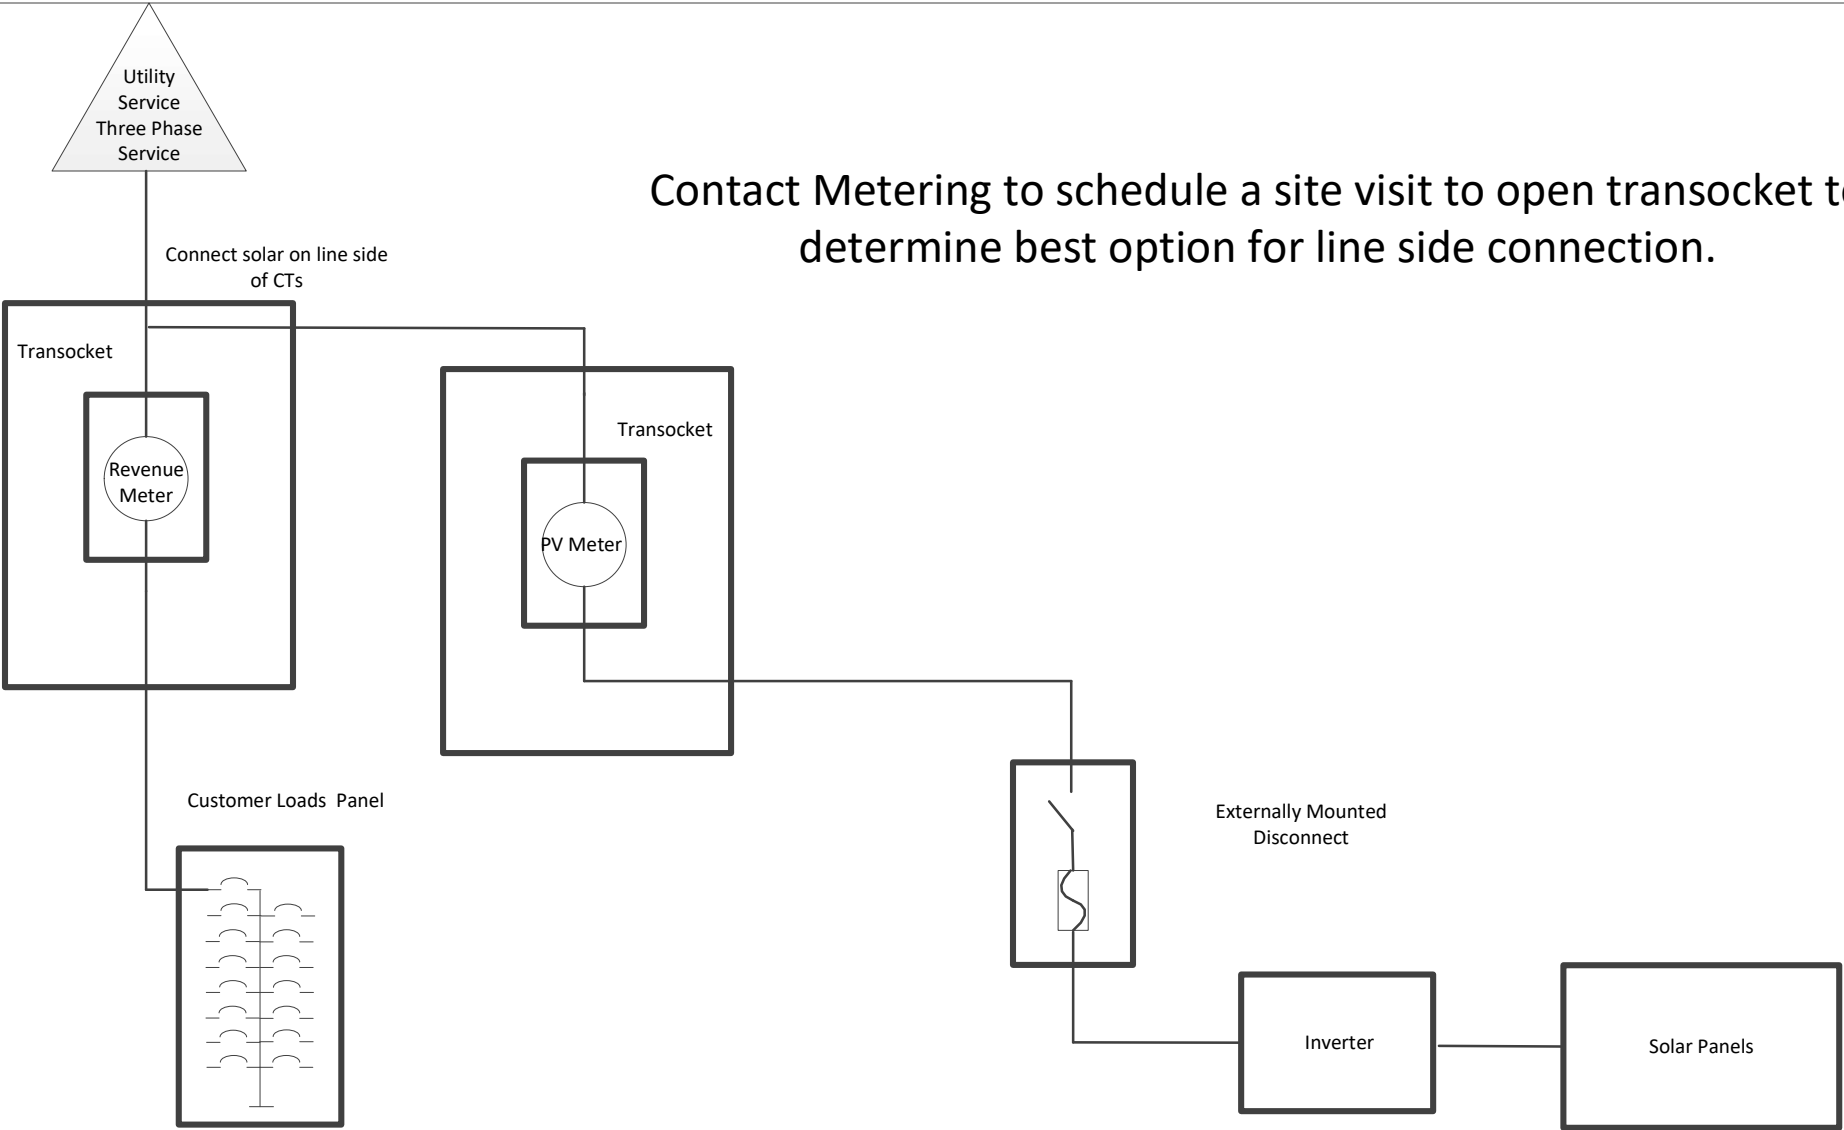 Utility
Service
Three Phase
Service
Contact Metering to schedule a site visit to open transocket to
determine best option for line side connection.
Connect solar on line side
of CTs
Transocket
Revenue
Meter
Transocket
PV Meter
Customer Loads  Panel
Externally Mounted
Disconnect
Inverter
Solar Panels